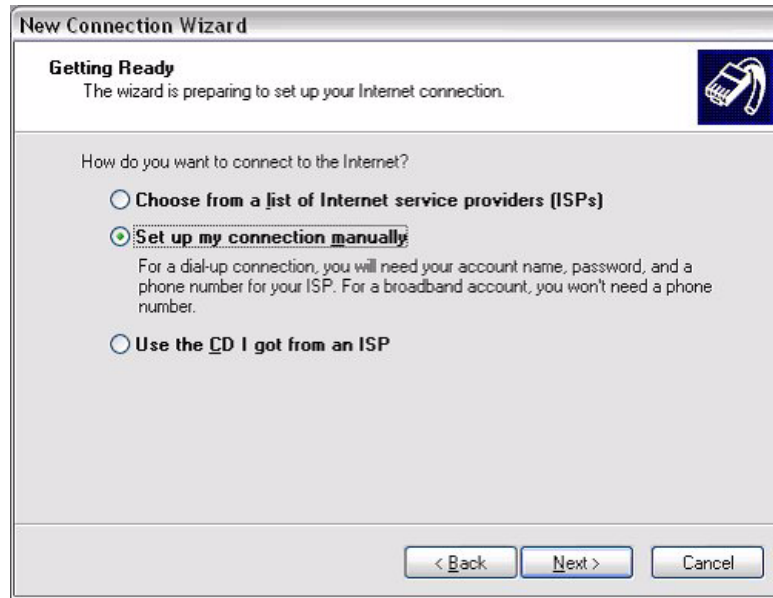 New Connection Wizard
Getting Ready
The wizard is preparing to set up your Internet connection.
How do you want to connect to the Internet?
Choose from a list of Internet service providers (ISPs)
Set up my connection manually
For a dial-up connection, you will need your account name, password, and a
phone number for your ISP. For a broadband account, you won't need a phone
number.
Use the CD I got from an ISP
< Back Next > Cancel